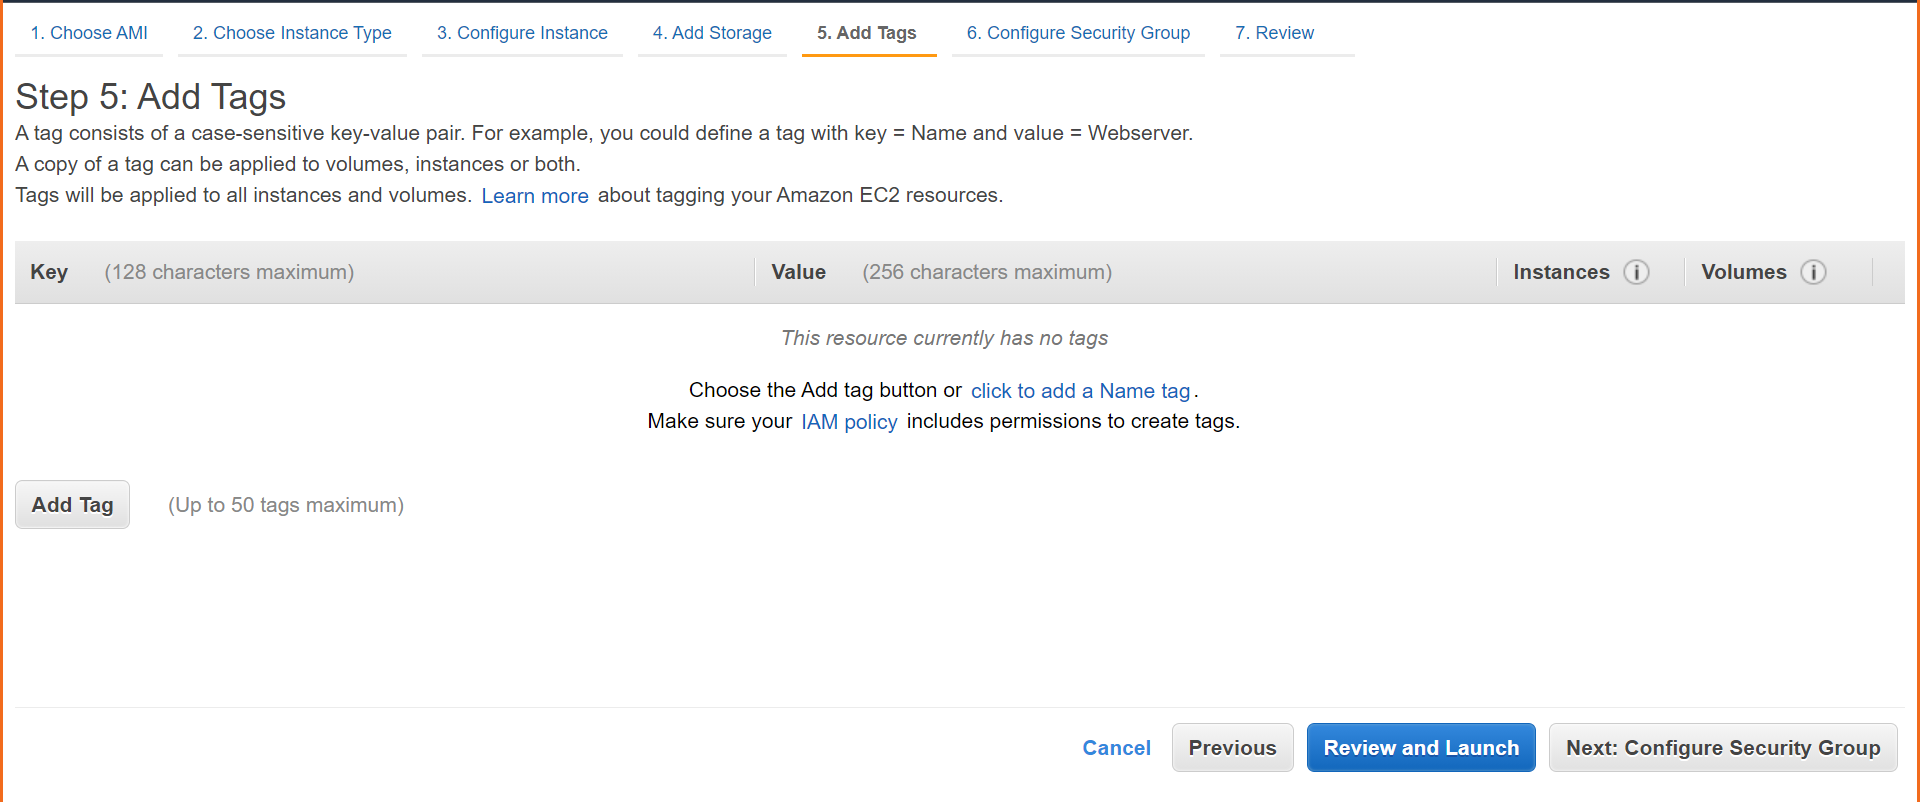 1. Choose AMI 2. Choose Instance Type 3. Configure Instance 4. Add Storage 5. Add Tags 6. Configure Security Group 7. Review
Step 5: Add Tags
A tag consists of a case-sensitive key-value pair. For example, you could define a tag with key = Name and value = Webserver.
A copy of a tag can be applied to volumes, instances or both.
Tags will be applied to all instances and volumes. Learn more about tagging your Amazon EC2 resources.
Key (128 characters maximum) Value (256 characters maximum) Instances i Volumes i
This resource currently has no tags
Choose the Add tag button or click to add a Name tag.
Make sure your IAM policy includes permissions to create tags.
Add Tag (Up to 50 tags maximum)
Cancel Previous Review and Launch Next: Configure Security Group